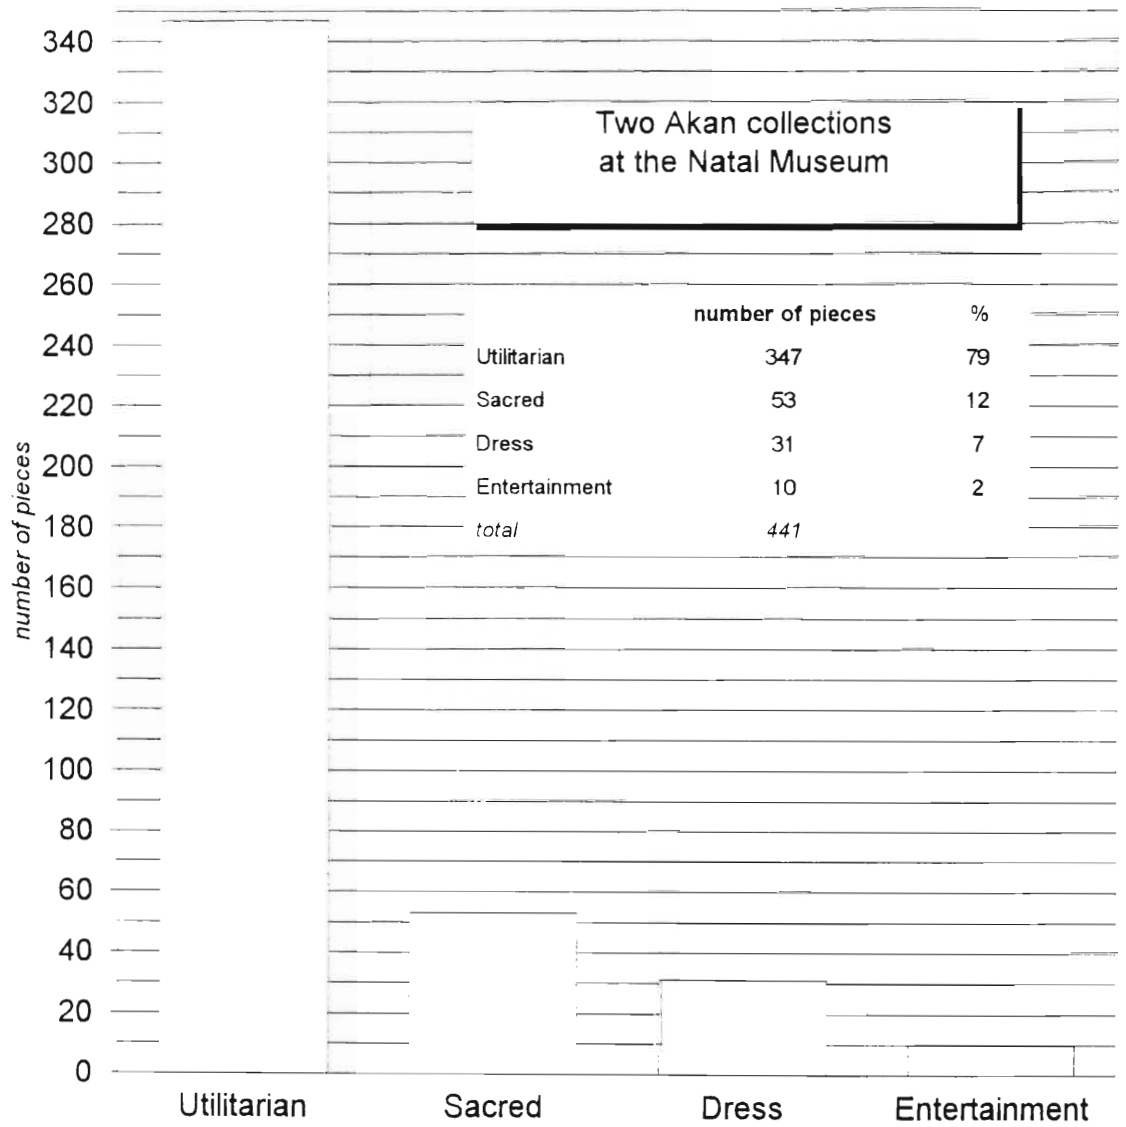 Two Akan collections
at the Natal Museum
number of pieces %
Utilitarian 347 79
Sacred 53 12
Dress 31 7
Entertainment 10 2
total 441
number of pieces
340
320
300
280
260
240
220
200
180
160
140
120
100
80
60
40
20
0
Utilitarian Sacred Dress Entertainment